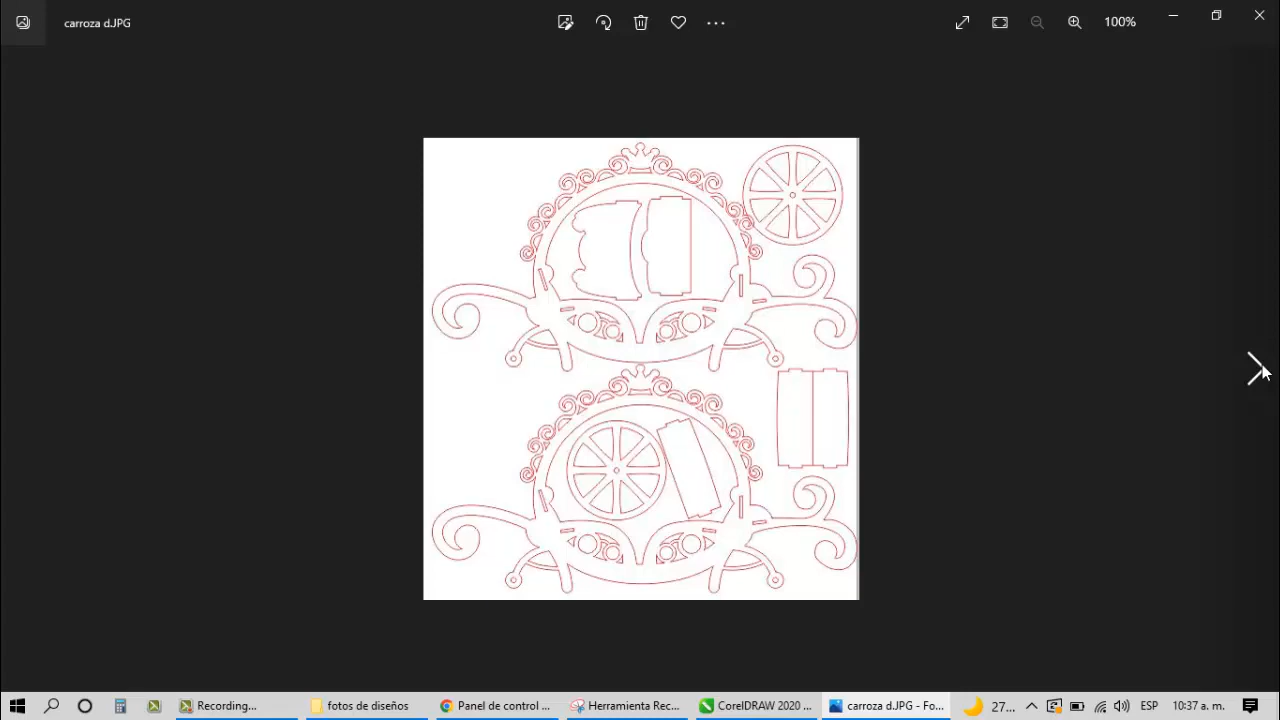 carroza d.JPG
100%
Recording...
fotos de diseños
Panel de control ...
Herramienta Rec...
CorelDRAW 2020 ...
carroza d.JPG - Fo...
27...
ESP
10:37 a. m.